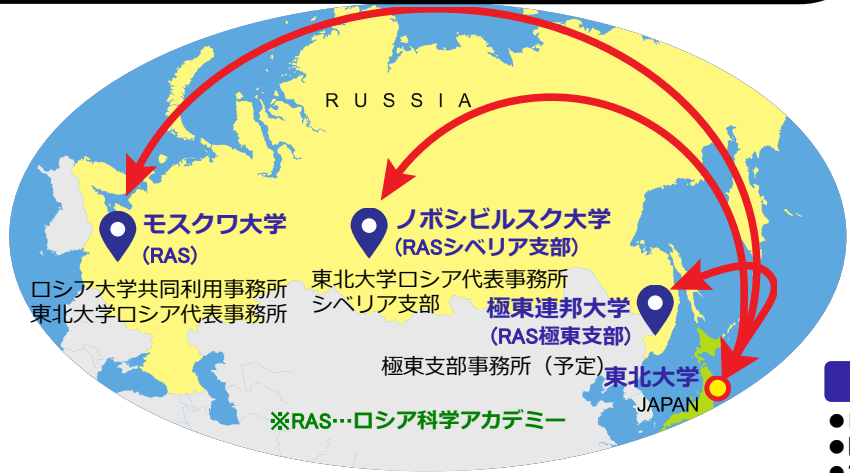 RUSSIA
モスクワ大学
(RAS)
ロシア大学共同利用事務所
東北大学ロシア代表事務所
ノボシビルスク大学
(RASシベリア支部)
東北大学ロシア代表事務所
シベリア支部
極東連邦大学
(RAS極東支部)
極東支部事務所（予定）
東北大学
JAPAN
※RAS…ロシア科学アカデミー